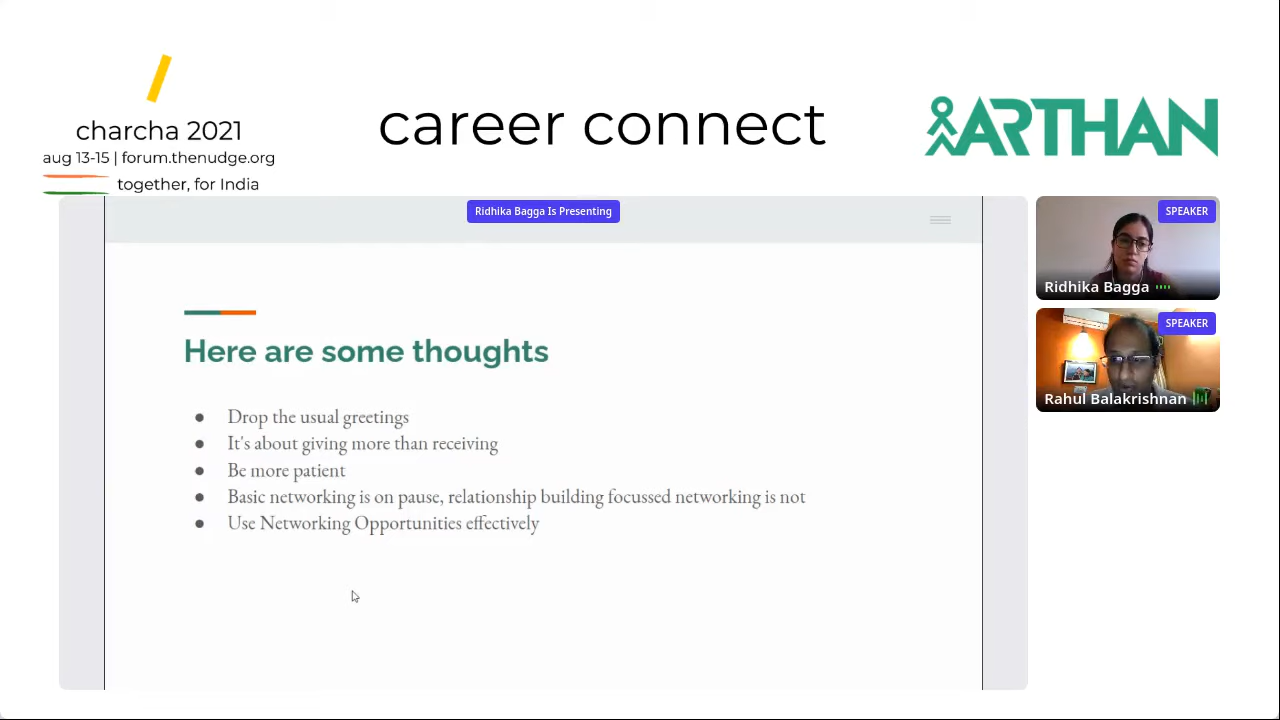 charcha 2021
aug 13-15 | forum.thenudge.org
together, for India
career connect
ARTHAN
Ridhika Bagga Is Presenting
Here are some thoughts
● Drop the usual greetings
● It's about giving more than receiving
● Be more patient
● Basic networking is on pause, relationship building focussed networking is not
● Use Networking Opportunities effectively
SPEAKER
Ridhika Bagga
SPEAKER
Rahul Balakrishnan